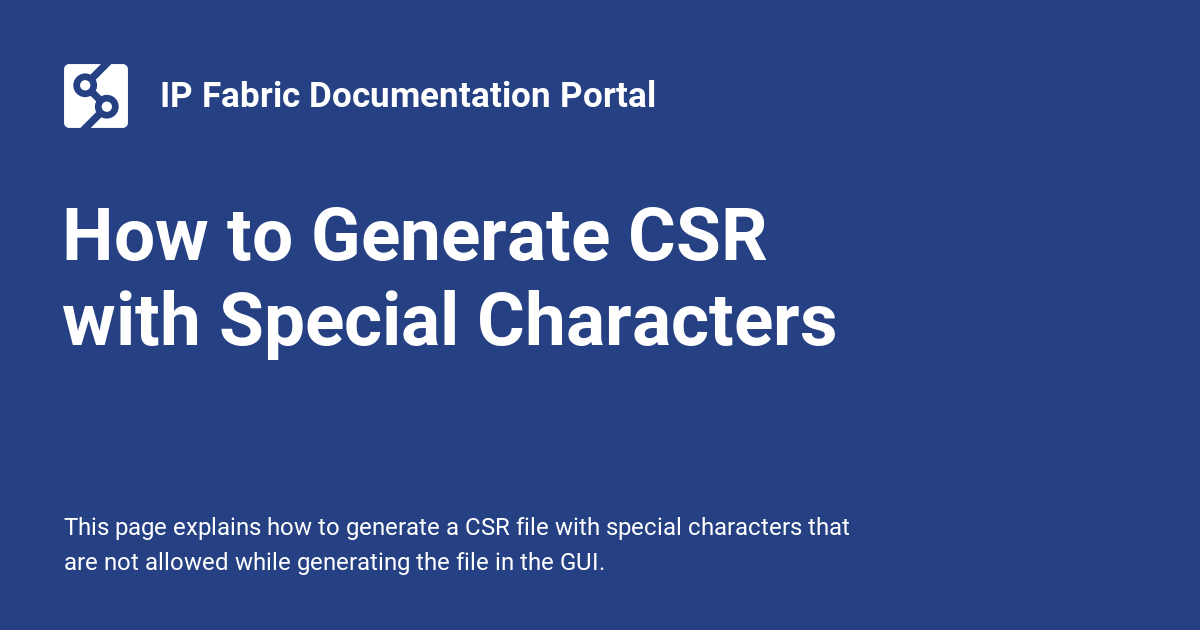 IP Fabric Documentation Portal
How to Generate CSR
with Special Characters
This page explains how to generate a CSR file with special characters that
are not allowed while generating the file in the GUI.